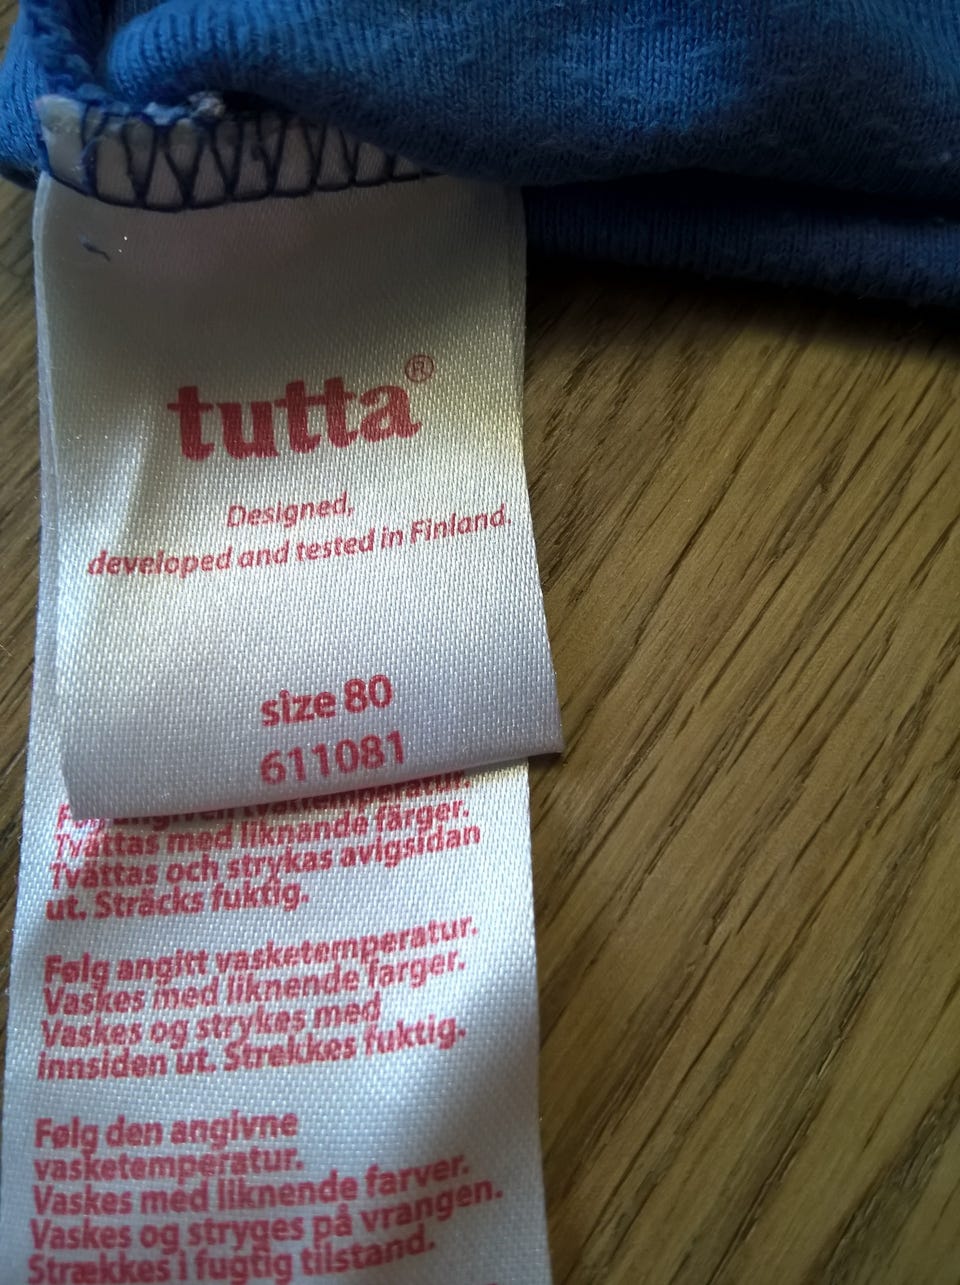 tutta®
Designed,
developed and tested in Finland.
size 80
611081
Tvättas med liknande färger.
Tvättas och strykas avigsidan
ut. Sträcks fuktig.
Følg angitt vasketemperatur.
Vaskes med liknende farger.
Vaskes og strykes med
innsiden ut. Strekkes fuktig.
Følg den angivne
vasketemperatur.
Vaskes med liknende farver.
Vaskes og stryges på vrangen.
Strækkes i fugtig tilstand.